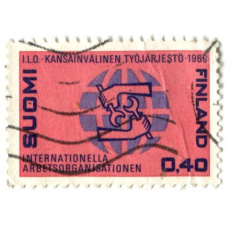 I.L.O. KANSAINVÄLINEN TYÖJÄRJESTÖ·1969
SUOMI
FINLAND
INTERNATIONELLA
ARBETSORGANISATIONEN
0,40